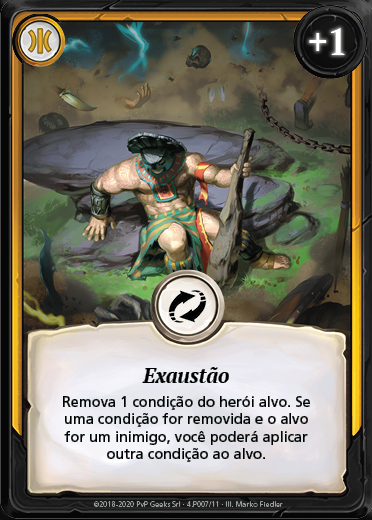 +1
Exaustão
Remova 1 condição do herói alvo. Se
uma condição for removida e o alvo
for um inimigo, você poderá aplicar
outra condição ao alvo.
©2018-2020 PvP Geeks Srl · 4.P007/11 · Ill. Marko Fiedler